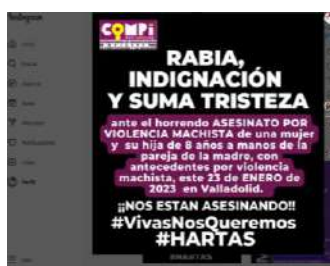 Instagram
COMPI
RABIA,
INDIGNACIÓN
Y SUMA TRISTEZA
ante el horrendo ASESINATO POR
VIOLENCIA MACHISTA de una mujer
y su hija de 8 años a manos de la
pareja de la madre, con
antecedentes por violencia
machista, este 23 de ENERO de
2023 en Valladolid.
¡¡NOS ESTAN ASESINANDO!!
#VivasNosQueremos
#HARTAS